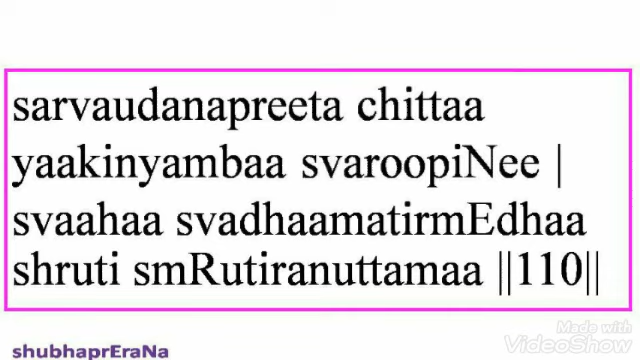 sarvaudanapreeta chittaa
yaakinyambaa svaroopiNee |
svaahaa svadhaamatirmEdhaa
shruti smRutiranuttamaa ||110||
Made with
VideoShow
shubhaprEraNa